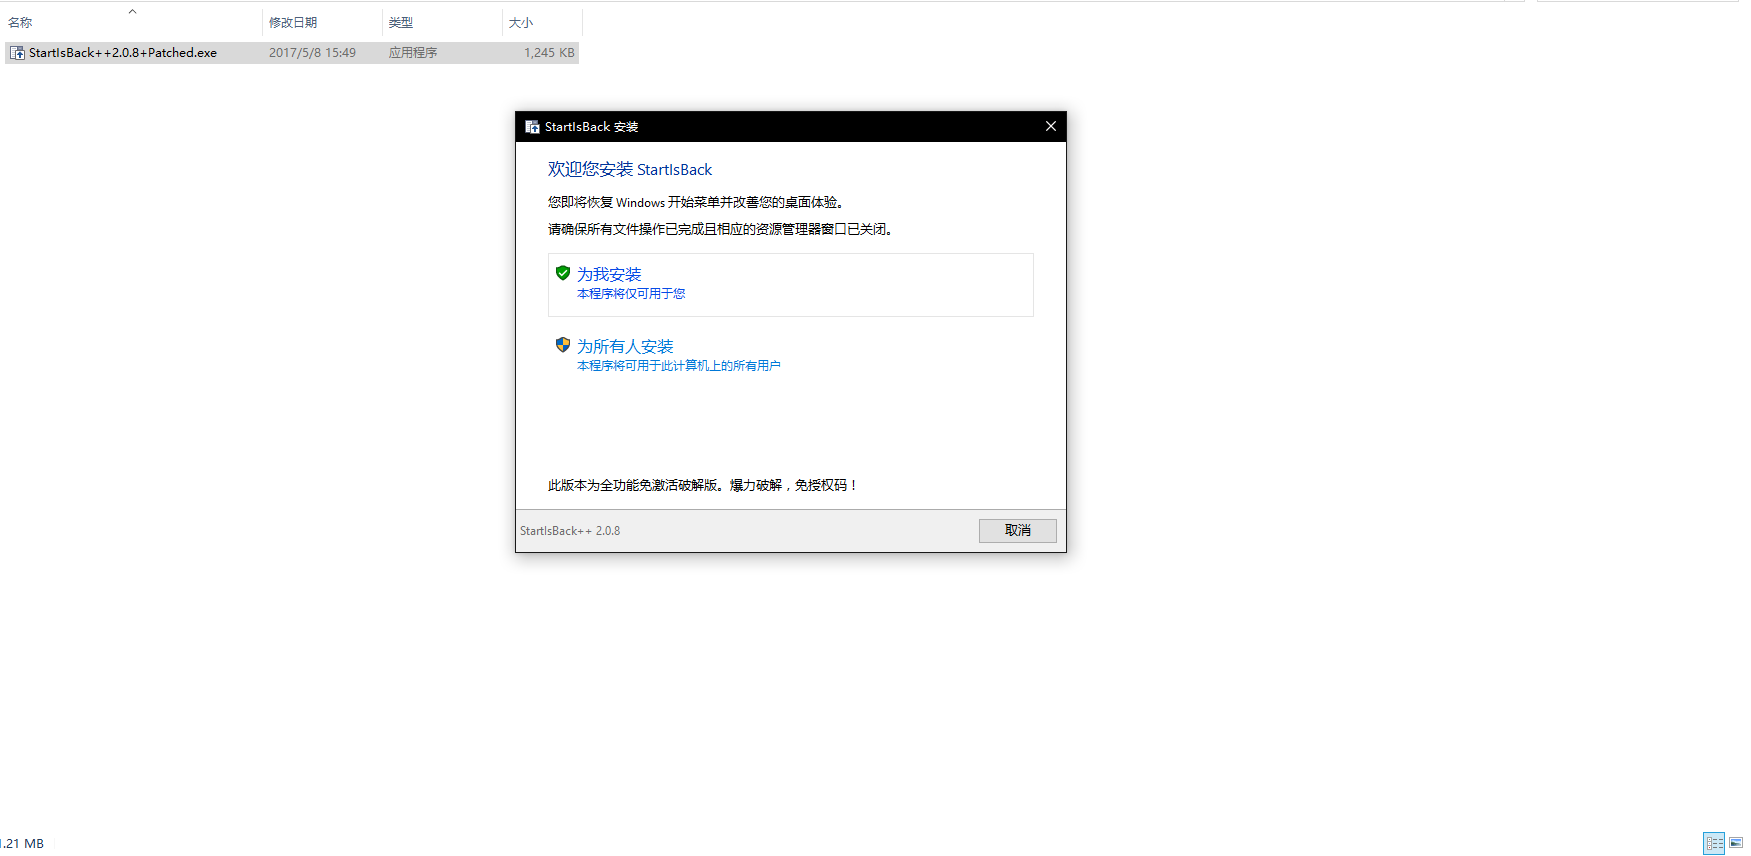 名称 修改日期 类型 大小
StartIsBack++2.0.8+Patched.exe 2017/5/8 15:49 应用程序 1,245 KB
StartIsBack 安装
欢迎您安装 StartIsBack
您即将恢复 Windows 开始菜单并改善您的桌面体验。
请确保所有文件操作已完成且相应的资源管理器窗口已关闭。
为我安装
本程序将仅可用于您
为所有人安装
本程序将可用于此计算机上的所有用户
此版本为全功能免激活破解版。爆力破解，免授权码！
StartIsBack++ 2.0.8
取消
1.21 MB